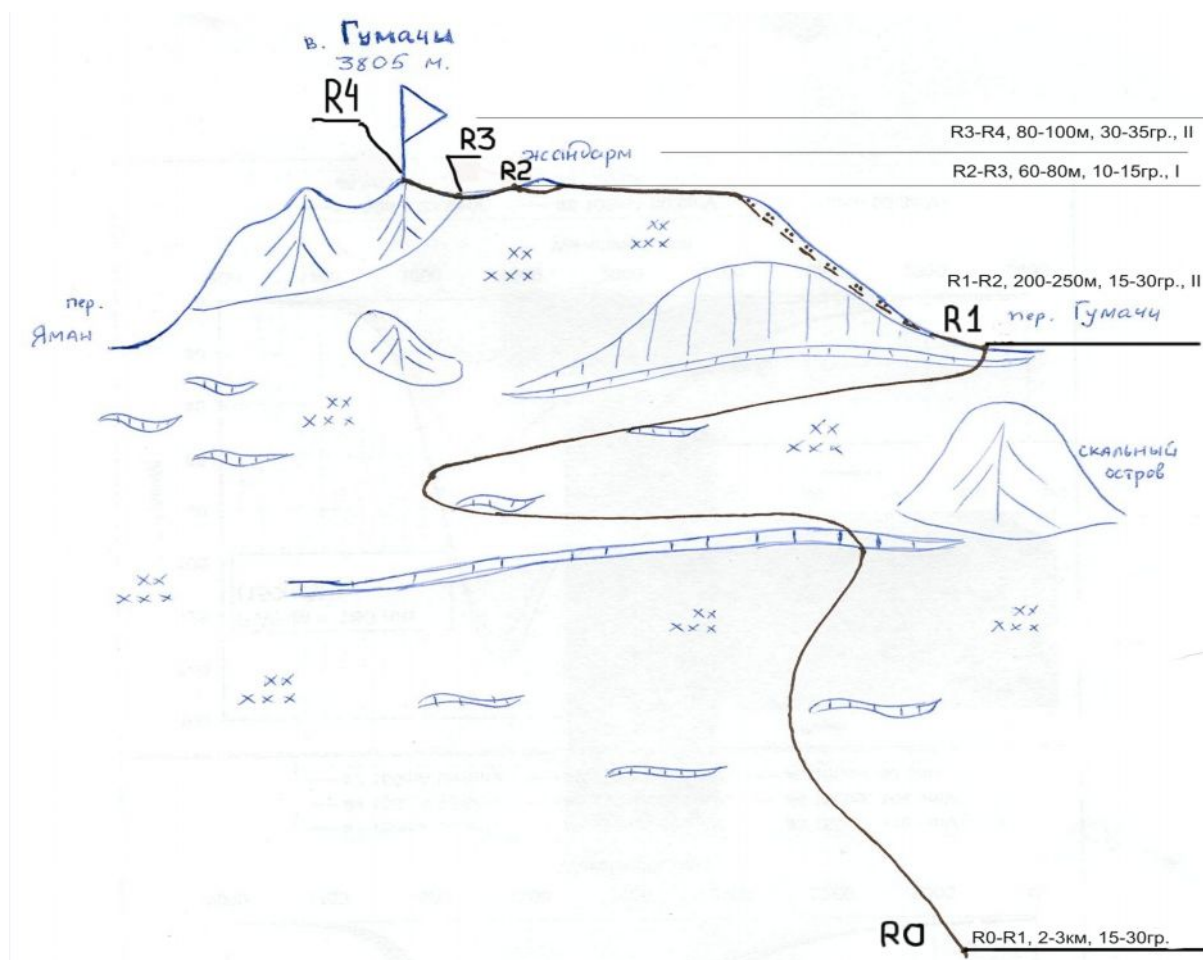 в. Гумачы
3805 м.
R4
R3
жандарм
R2
R3-R4, 80-100м, 30-35гр., II
R2-R3, 60-80м, 10-15гр., I
R1-R2, 200-250м, 15-30гр., II
пер.
Яман
R1
пер. Гумачи
скальный
остров
R0
R0-R1, 2-3км, 15-30гр.